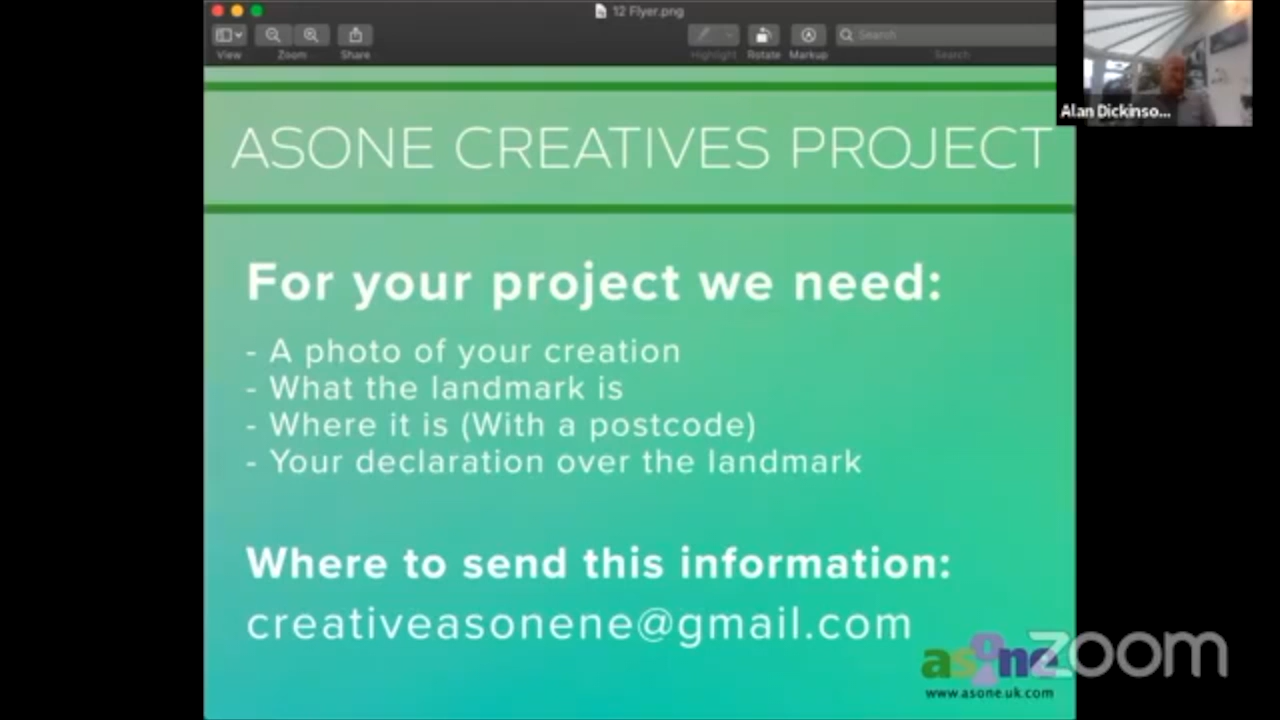 12 Flyer.png
View
Zoom
Share
Highlight
Rotate
Markup
Search
Search
Alan Dickinso...
ASONE CREATIVES PROJECT
For your project we need:
- A photo of your creation
- What the landmark is
- Where it is (With a postcode)
- Your declaration over the landmark
Where to send this information:
creativeasonene@gmail.com
asone
www.asone.uk.com
zoom